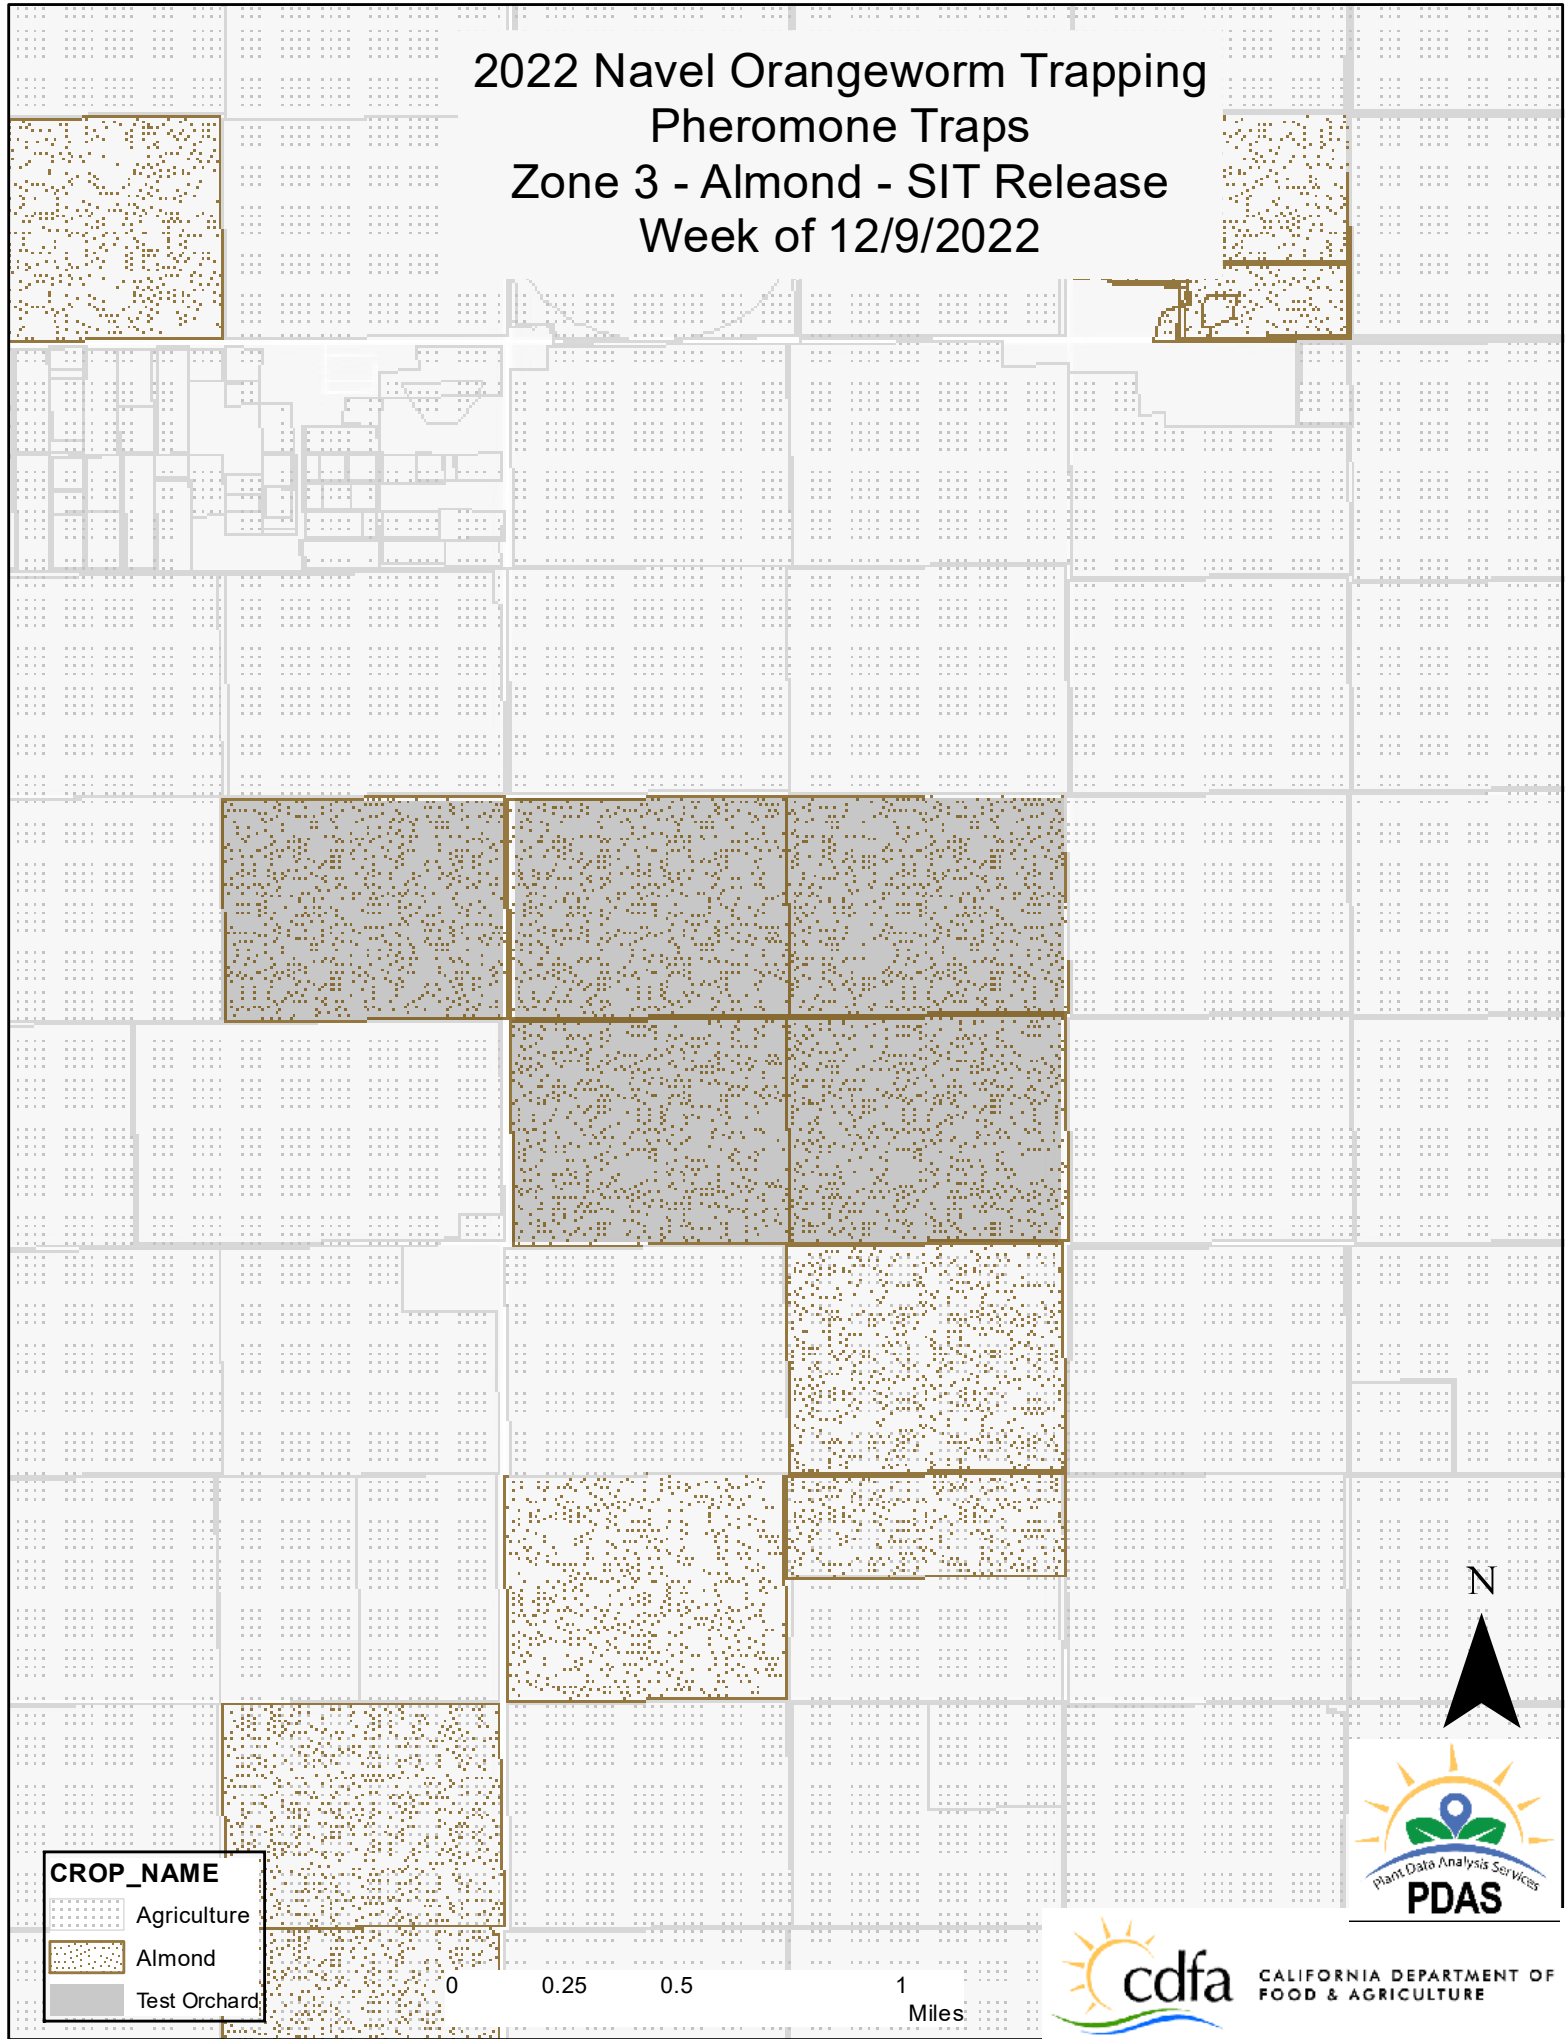 2022 Navel Orangeworm Trapping
Pheromone Traps
Zone 3 - Almond - SIT Release
Week of 12/9/2022
N
Plant Data Analysis Services
PDAS
CROP_NAME
Agriculture
Almond
Test Orchard
0 0.25 0.5 1
Miles
cdfa
CALIFORNIA DEPARTMENT OF
FOOD & AGRICULTURE